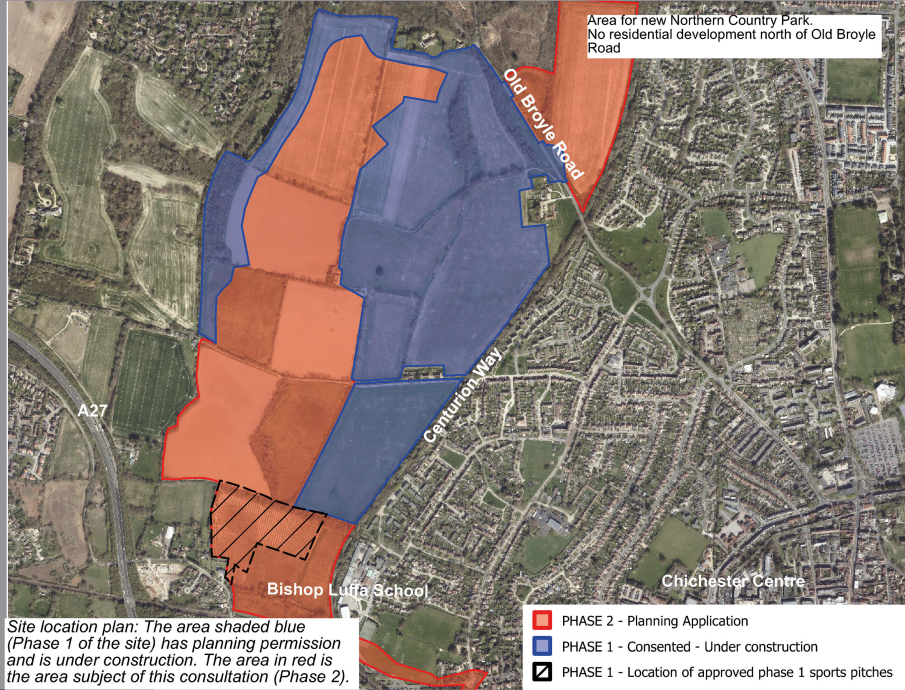 Area for new Northern Country Park.
No residential development north of Old Broyle
Road
Old Broyle Road
Centurion Way
A27
Bishop Luffa School
Chichester Centre
Site location plan: The area shaded blue
(Phase 1 of the site) has planning permission
and is under construction. The area in red is
the area subject of this consultation (Phase 2).
PHASE 2 - Planning Application
PHASE 1 - Consented - Under construction
PHASE 1 - Location of approved phase 1 sports pitches